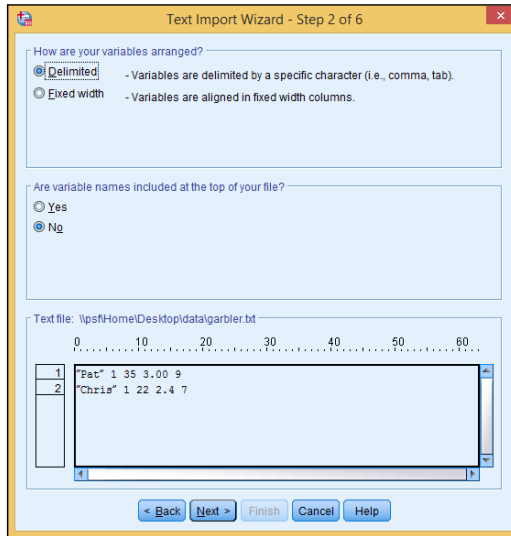 Text Import Wizard - Step 2 of 6
How are your variables arranged?
Delimited - Variables are delimited by a specific character (i.e., comma, tab).
Fixed width - Variables are aligned in fixed width columns.
Are variable names included at the top of your file?
Yes
No
Text file: \\psf\Home\Desktop\data\garbler.txt
0 10 20 30 40 50 60
1 "Pat" 1 35 3.00 9
2 "Chris" 1 22 2.4 7
< Back Next > Finish Cancel Help